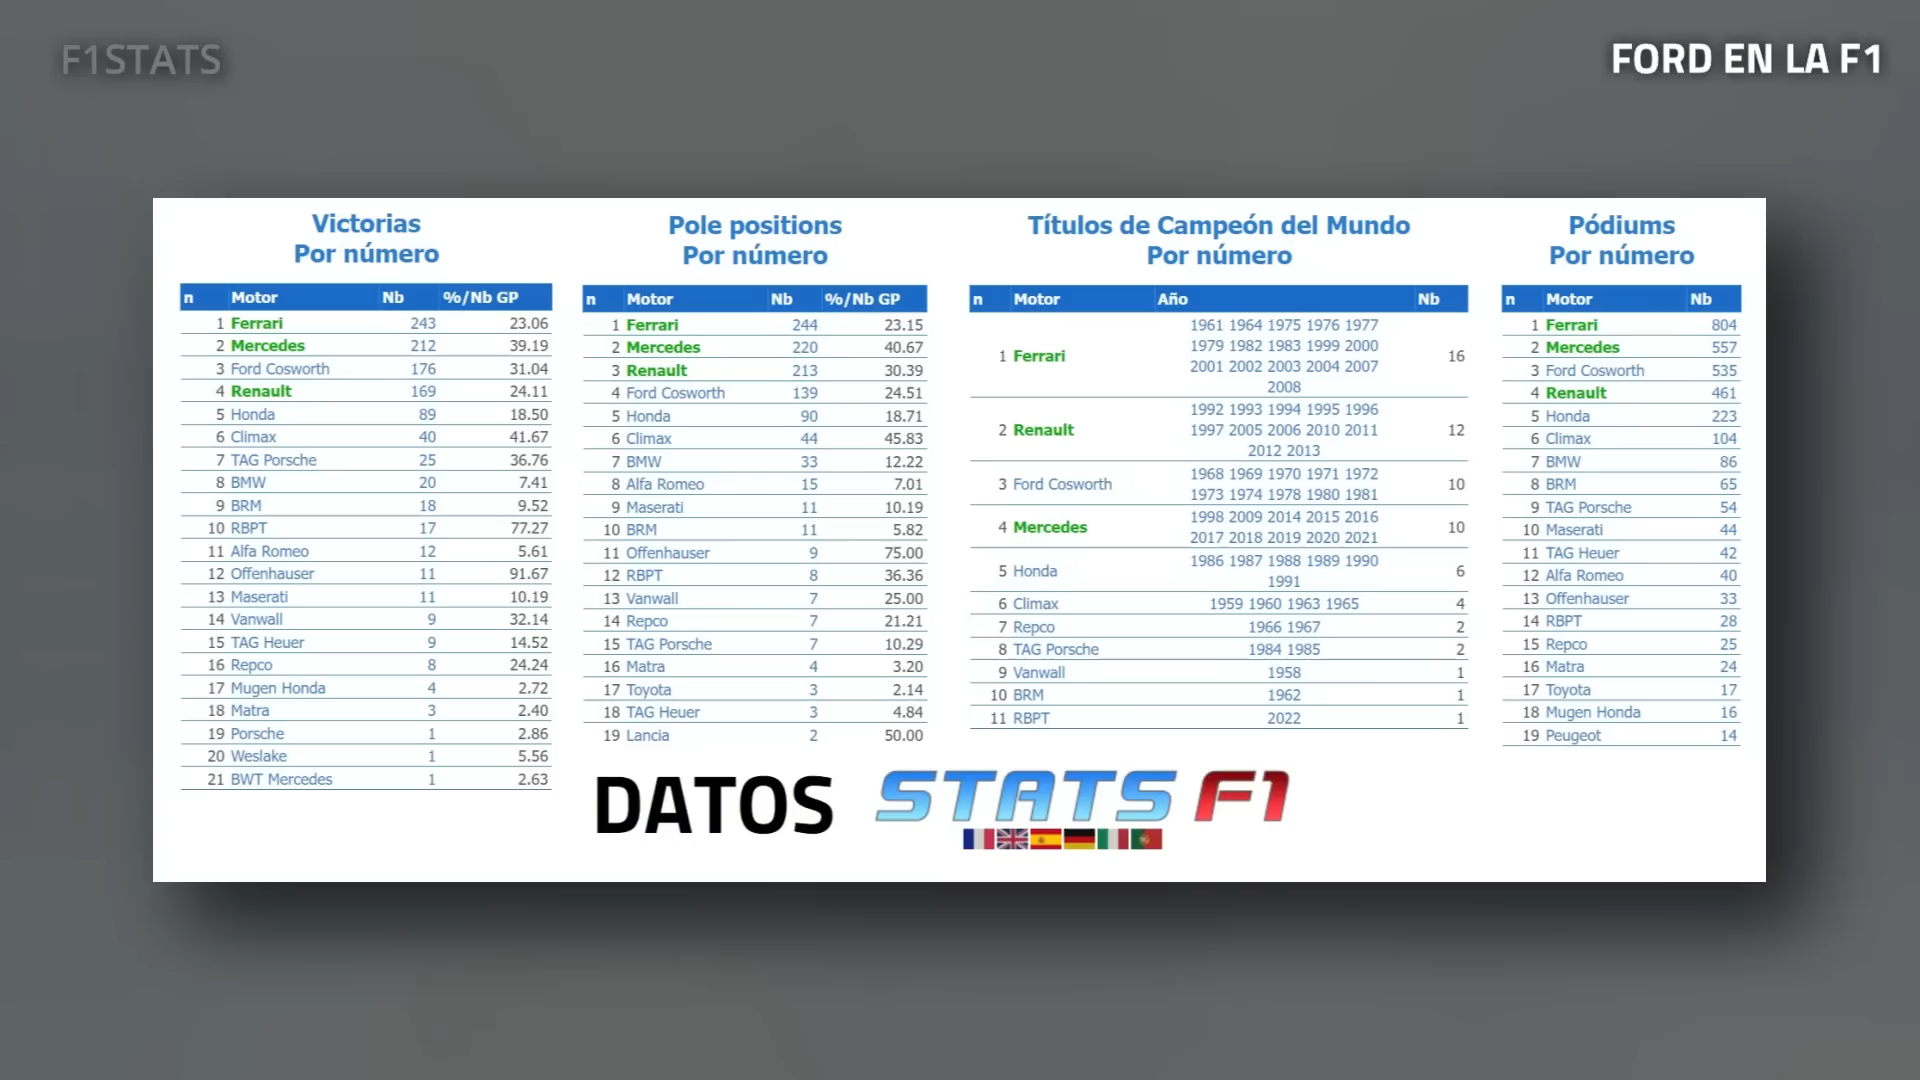 F1STATS
FORD EN LA F1
Victorias
Por número
n Motor Nb %/Nb GP
1 Ferrari 243 23.06
2 Mercedes 212 39.19
3 Ford Cosworth 176 31.04
4 Renault 169 24.11
5 Honda 89 18.50
6 Climax 40 41.67
7 TAG Porsche 25 36.76
8 BMW 20 7.41
9 BRM 18 9.52
10 RBPT 17 77.27
11 Alfa Romeo 12 5.61
12 Offenhauser 11 91.67
13 Maserati 11 10.19
14 Vanwall 9 32.14
15 TAG Heuer 9 14.52
16 Repco 8 24.24
17 Mugen Honda 4 2.72
18 Matra 3 2.40
19 Porsche 1 2.86
20 Weslake 1 5.56
21 BWT Mercedes 1 2.63
Pole positions
Por número
n Motor Nb %/Nb GP
1 Ferrari 244 23.15
2 Mercedes 220 40.67
3 Renault 213 30.39
4 Ford Cosworth 139 24.51
5 Honda 90 18.71
6 Climax 44 45.83
7 BMW 33 12.22
8 Alfa Romeo 15 7.01
9 Maserati 11 10.19
10 BRM 11 5.82
11 Offenhauser 9 75.00
12 RBPT 8 36.36
13 Vanwall 7 25.00
14 Repco 7 21.21
15 TAG Porsche 7 10.29
16 Matra 4 3.20
17 Toyota 3 2.14
18 TAG Heuer 3 4.84
19 Lancia 2 50.00
Títulos de Campeón del Mundo
Por número
n Motor Año Nb
1961 1964 1975 1976 1977
1979 1982 1983 1999 2000
1 Ferrari 16
2001 2002 2003 2004 2007
2008
1992 1993 1994 1995 1996
2 Renault 1997 2005 2006 2010 2011 12
2012 2013
1968 1969 1970 1971 1972
3 Ford Cosworth 10
1973 1974 1978 1980 1981
1998 2009 2014 2015 2016
4 Mercedes 10
2017 2018 2019 2020 2021
1986 1987 1988 1989 1990
5 Honda 6
1991
6 Climax 1959 1960 1963 1965 4
7 Repco 1966 1967 2
8 TAG Porsche 1984 1985 2
9 Vanwall 1958 1
10 BRM 1962 1
11 RBPT 2022 1
Pódiums
Por número
n Motor Nb
1 Ferrari 804
2 Mercedes 557
3 Ford Cosworth 535
4 Renault 461
5 Honda 223
6 Climax 104
7 BMW 86
8 BRM 65
9 TAG Porsche 54
10 Maserati 44
11 TAG Heuer 42
12 Alfa Romeo 40
13 Offenhauser 33
14 RBPT 28
15 Repco 25
16 Matra 24
17 Toyota 17
18 Mugen Honda 16
19 Peugeot 14
DATOS STATS F1